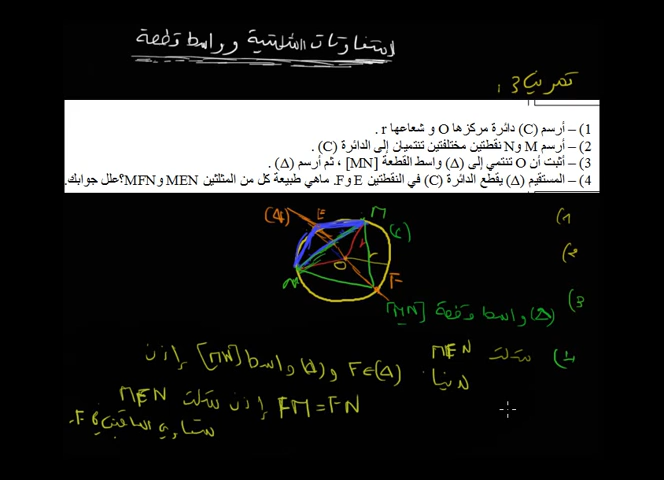 المتفاوتات المثلثية وواسط قطعة
تمرين 3 :
1) – أرسم (C) دائرة مركزها O و شعاعها r .
2) – أرسم M و N نقطتين مختلفتين تنتميان إلى الدائرة (C) .
3) – أثبت أن O تنتمي إلى (Δ) واسط القطعة [MN] ، ثم أرسم (Δ) .
4) – المستقيم (Δ) يقطع الدائرة (C) في النقطتين E و F. ماهي طبيعة كل من المثلثين MEN و MFN؟ علل جوابك.
(Δ) E M (C)
r
O r
N F
(1
(2
(3 (Δ) واسط قطعة [MN]
(4 مثلث MEN
لدينا F∈(Δ) و (Δ) واسط [MN] إذن
FM=FN إذن مثلث MEN
متساوي الساقين في F.